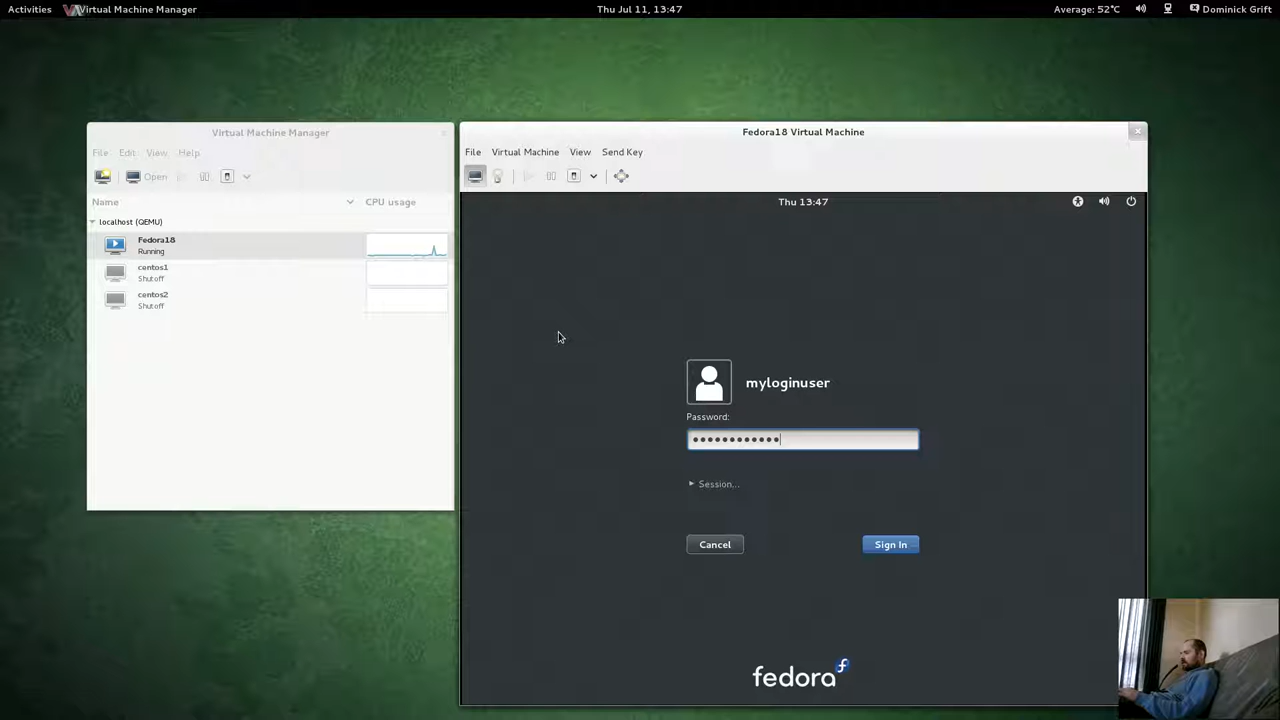 Activities Virtual Machine Manager Thu Jul 11, 13:47 Average: 52°C Dominick Grift
Virtual Machine Manager
File Edit View Help
Open
Name CPU usage
localhost (QEMU)
Fedora18
Running
centos1
Shutoff
centos2
Shutoff
Fedora18 Virtual Machine
File Virtual Machine View Send Key
Thu 13:47
myloginuser
Password:
Session...
Cancel Sign In
fedora